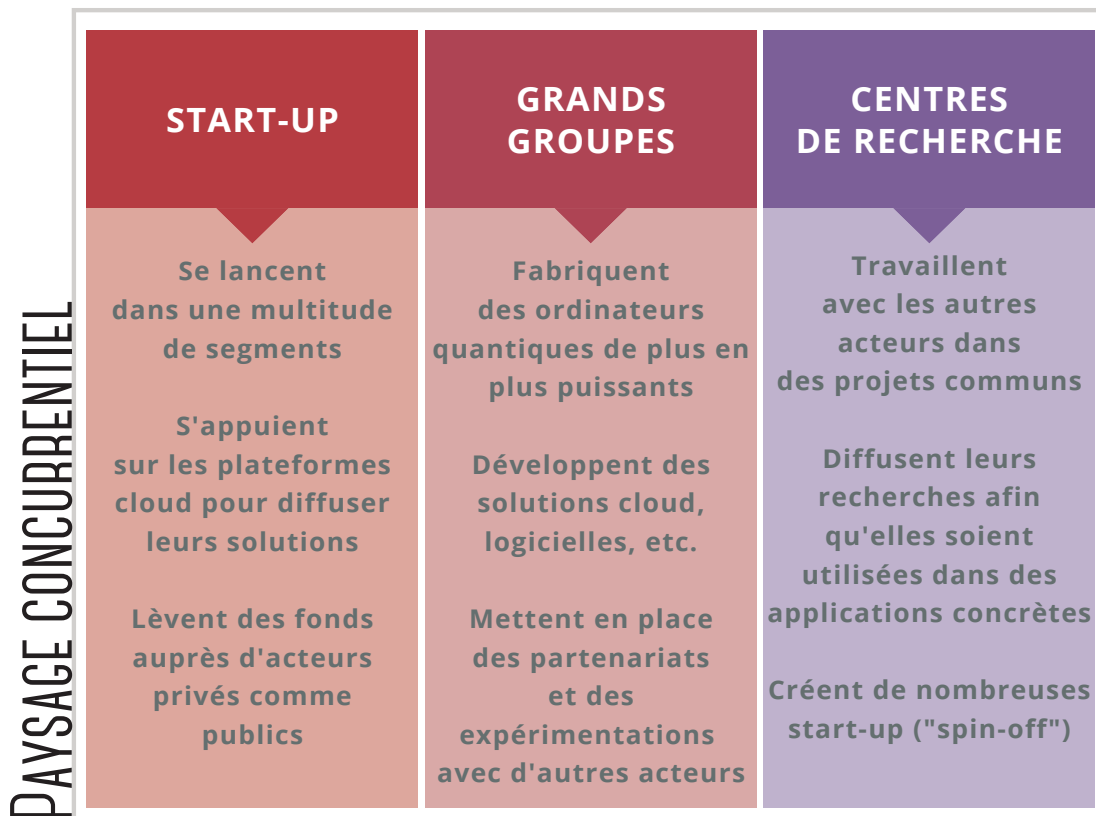 PAYSAGE CONCURRENTIEL
START-UP
Se lancent
dans une multitude
de segments
S'appuient
sur les plateformes
cloud pour diffuser
leurs solutions
Lèvent des fonds
auprès d'acteurs
privés comme
publics
GRANDS
GROUPES
Fabriquent
des ordinateurs
quantiques de plus en
plus puissants
Développent des
solutions cloud,
logicielles, etc.
Mettent en place
des partenariats
et des
expérimentations
avec d'autres acteurs
CENTRES
DE RECHERCHE
Travaillent
avec les autres
acteurs dans
des projets communs
Diffusent leurs
recherches afin
qu'elles soient
utilisées dans des
applications concrètes
Créent de nombreuses
start-up ("spin-off")